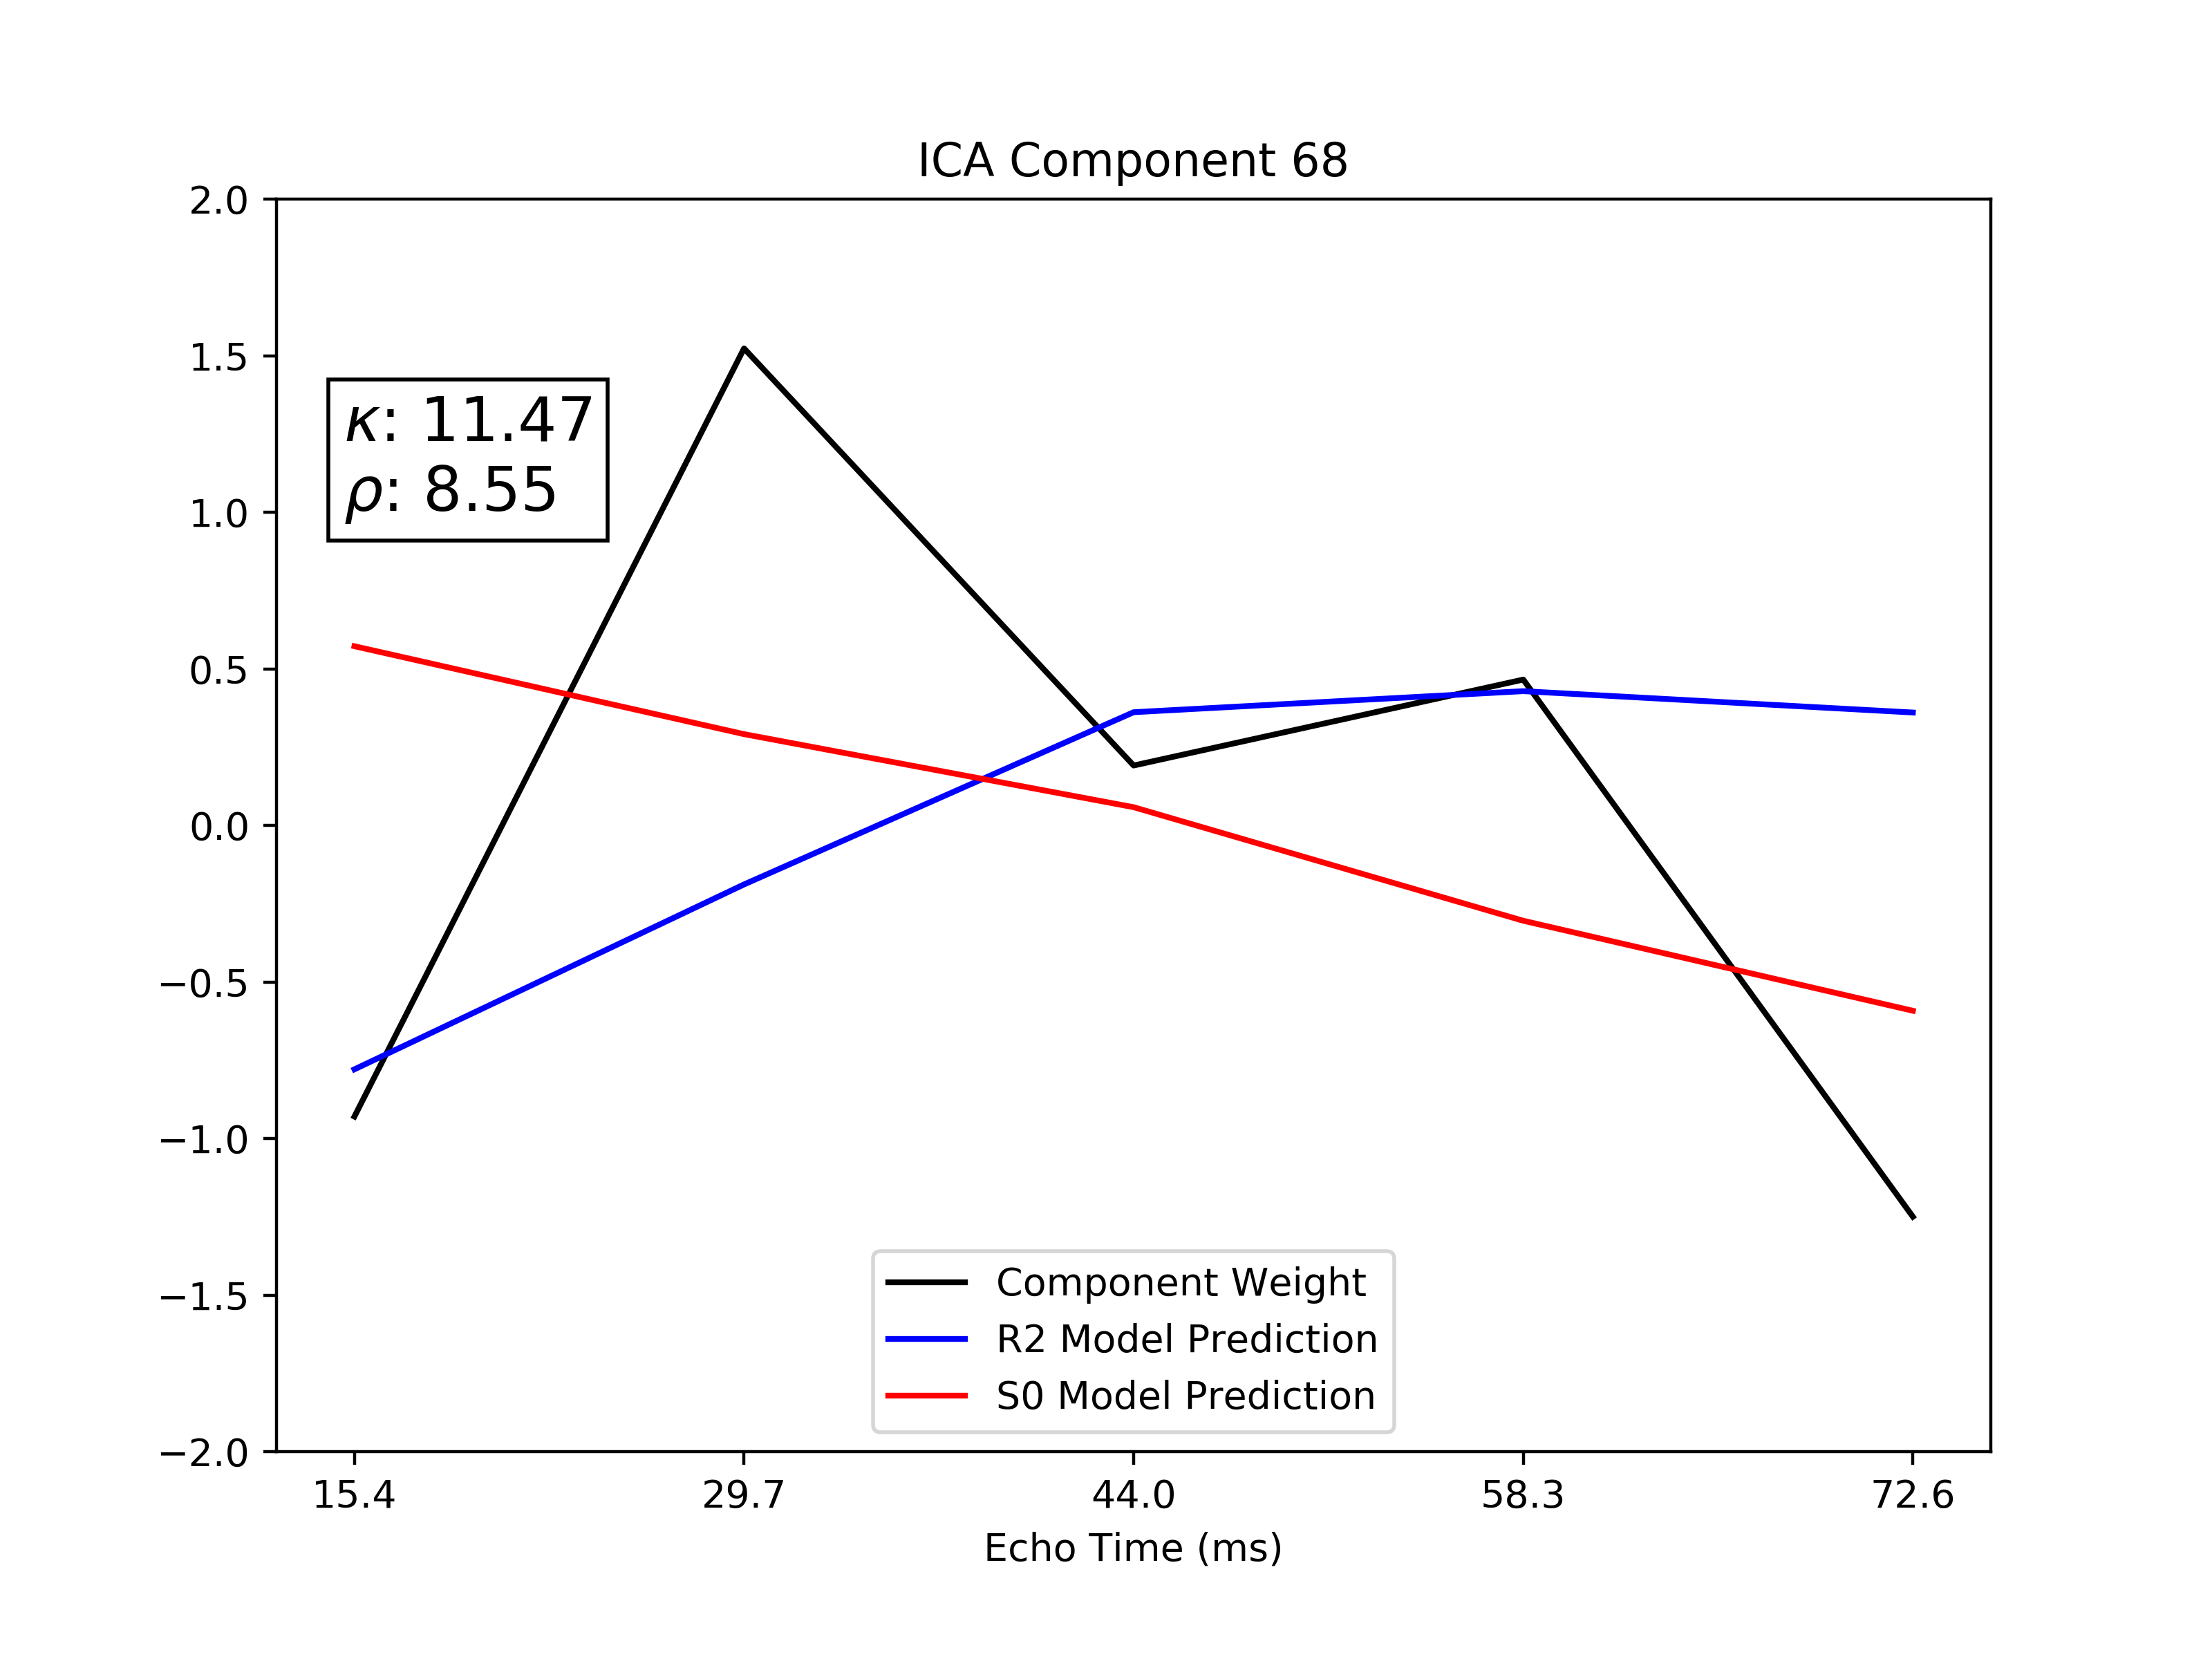 ICA Component 68
2.0
1.5
1.0
0.5
0.0
−0.5
−1.0
−1.5
−2.0
κ: 11.47
ρ: 8.55
Component Weight
R2 Model Prediction
S0 Model Prediction
15.4 29.7 44.0 58.3 72.6
Echo Time (ms)